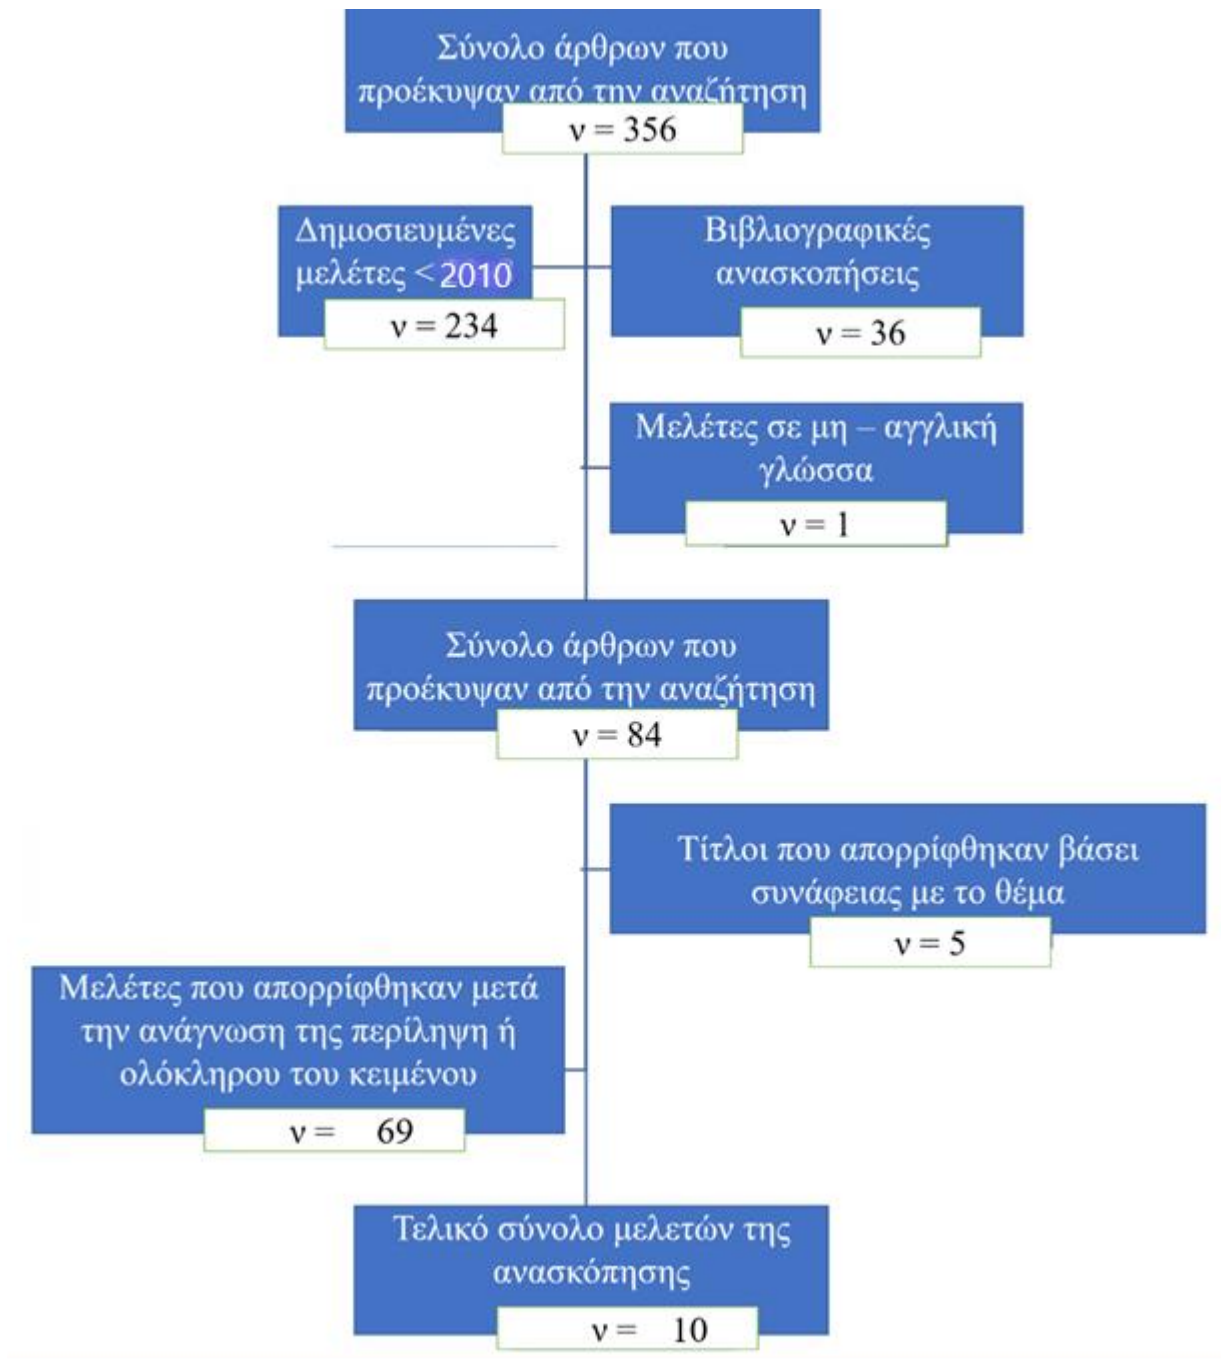 Σύνολο άρθρων που
προέκυψαν από την αναζήτηση
ν = 356
Δημοσιευμένες
μελέτες < 2010
ν = 234
Βιβλιογραφικές
ανασκοπήσεις
ν = 36
Μελέτες σε μη – αγγλική
γλώσσα
ν = 1
Σύνολο άρθρων που
προέκυψαν από την αναζήτηση
ν = 84
Τίτλοι που απορρίφθηκαν βάσει
συνάφειας με το θέμα
ν = 5
Μελέτες που απορρίφθηκαν μετά
την ανάγνωση της περίληψη ή
ολόκληρου του κειμένου
ν = 69
Τελικό σύνολο μελετών της
ανασκόπησης
ν = 10